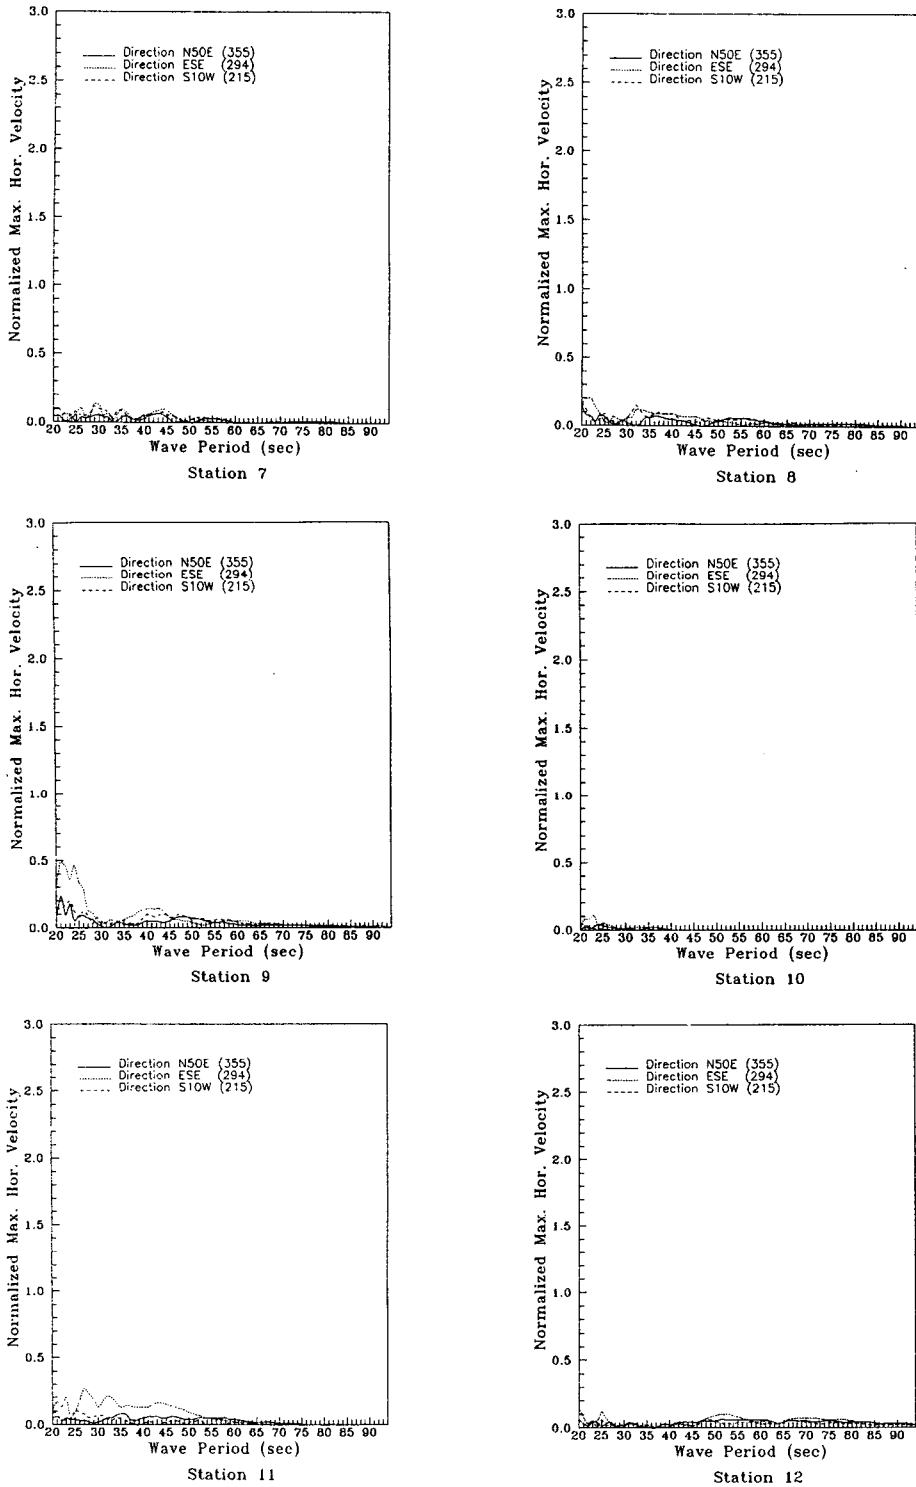 3.0
2.5
2.0
1.5
1.0
0.5
0.0
Normalized Max. Hor. Velocity
Direction N50E (355)
Direction ESE (294)
Direction S10W (215)
20 25 30 35 40 45 50 55 60 65 70 75 80 85 90
Wave Period (sec)
Station 7
3.0
2.5
2.0
1.5
1.0
0.5
0.0
Normalized Max. Hor. Velocity
Direction N50E (355)
Direction ESE (294)
Direction S10W (215)
20 25 30 35 40 45 50 55 60 65 70 75 80 85 90
Wave Period (sec)
Station 8
3.0
2.5
2.0
1.5
1.0
0.5
0.0
Normalized Max. Hor. Velocity
Direction N50E (355)
Direction ESE (294)
Direction S10W (215)
20 25 30 35 40 45 50 55 60 65 70 75 80 85 90
Wave Period (sec)
Station 9
3.0
2.5
2.0
1.5
1.0
0.5
0.0
Normalized Max. Hor. Velocity
Direction N50E (355)
Direction ESE (294)
Direction S10W (215)
20 25 30 35 40 45 50 55 60 65 70 75 80 85 90
Wave Period (sec)
Station 10
3.0
2.5
2.0
1.5
1.0
0.5
0.0
Normalized Max. Hor. Velocity
Direction N50E (355)
Direction ESE (294)
Direction S10W (215)
20 25 30 35 40 45 50 55 60 65 70 75 80 85 90
Wave Period (sec)
Station 11
3.0
2.5
2.0
1.5
1.0
0.5
0.0
Normalized Max. Hor. Velocity
Direction N50E (355)
Direction ESE (294)
Direction S10W (215)
20 25 30 35 40 45 50 55 60 65 70 75 80 85 90
Wave Period (sec)
Station 12